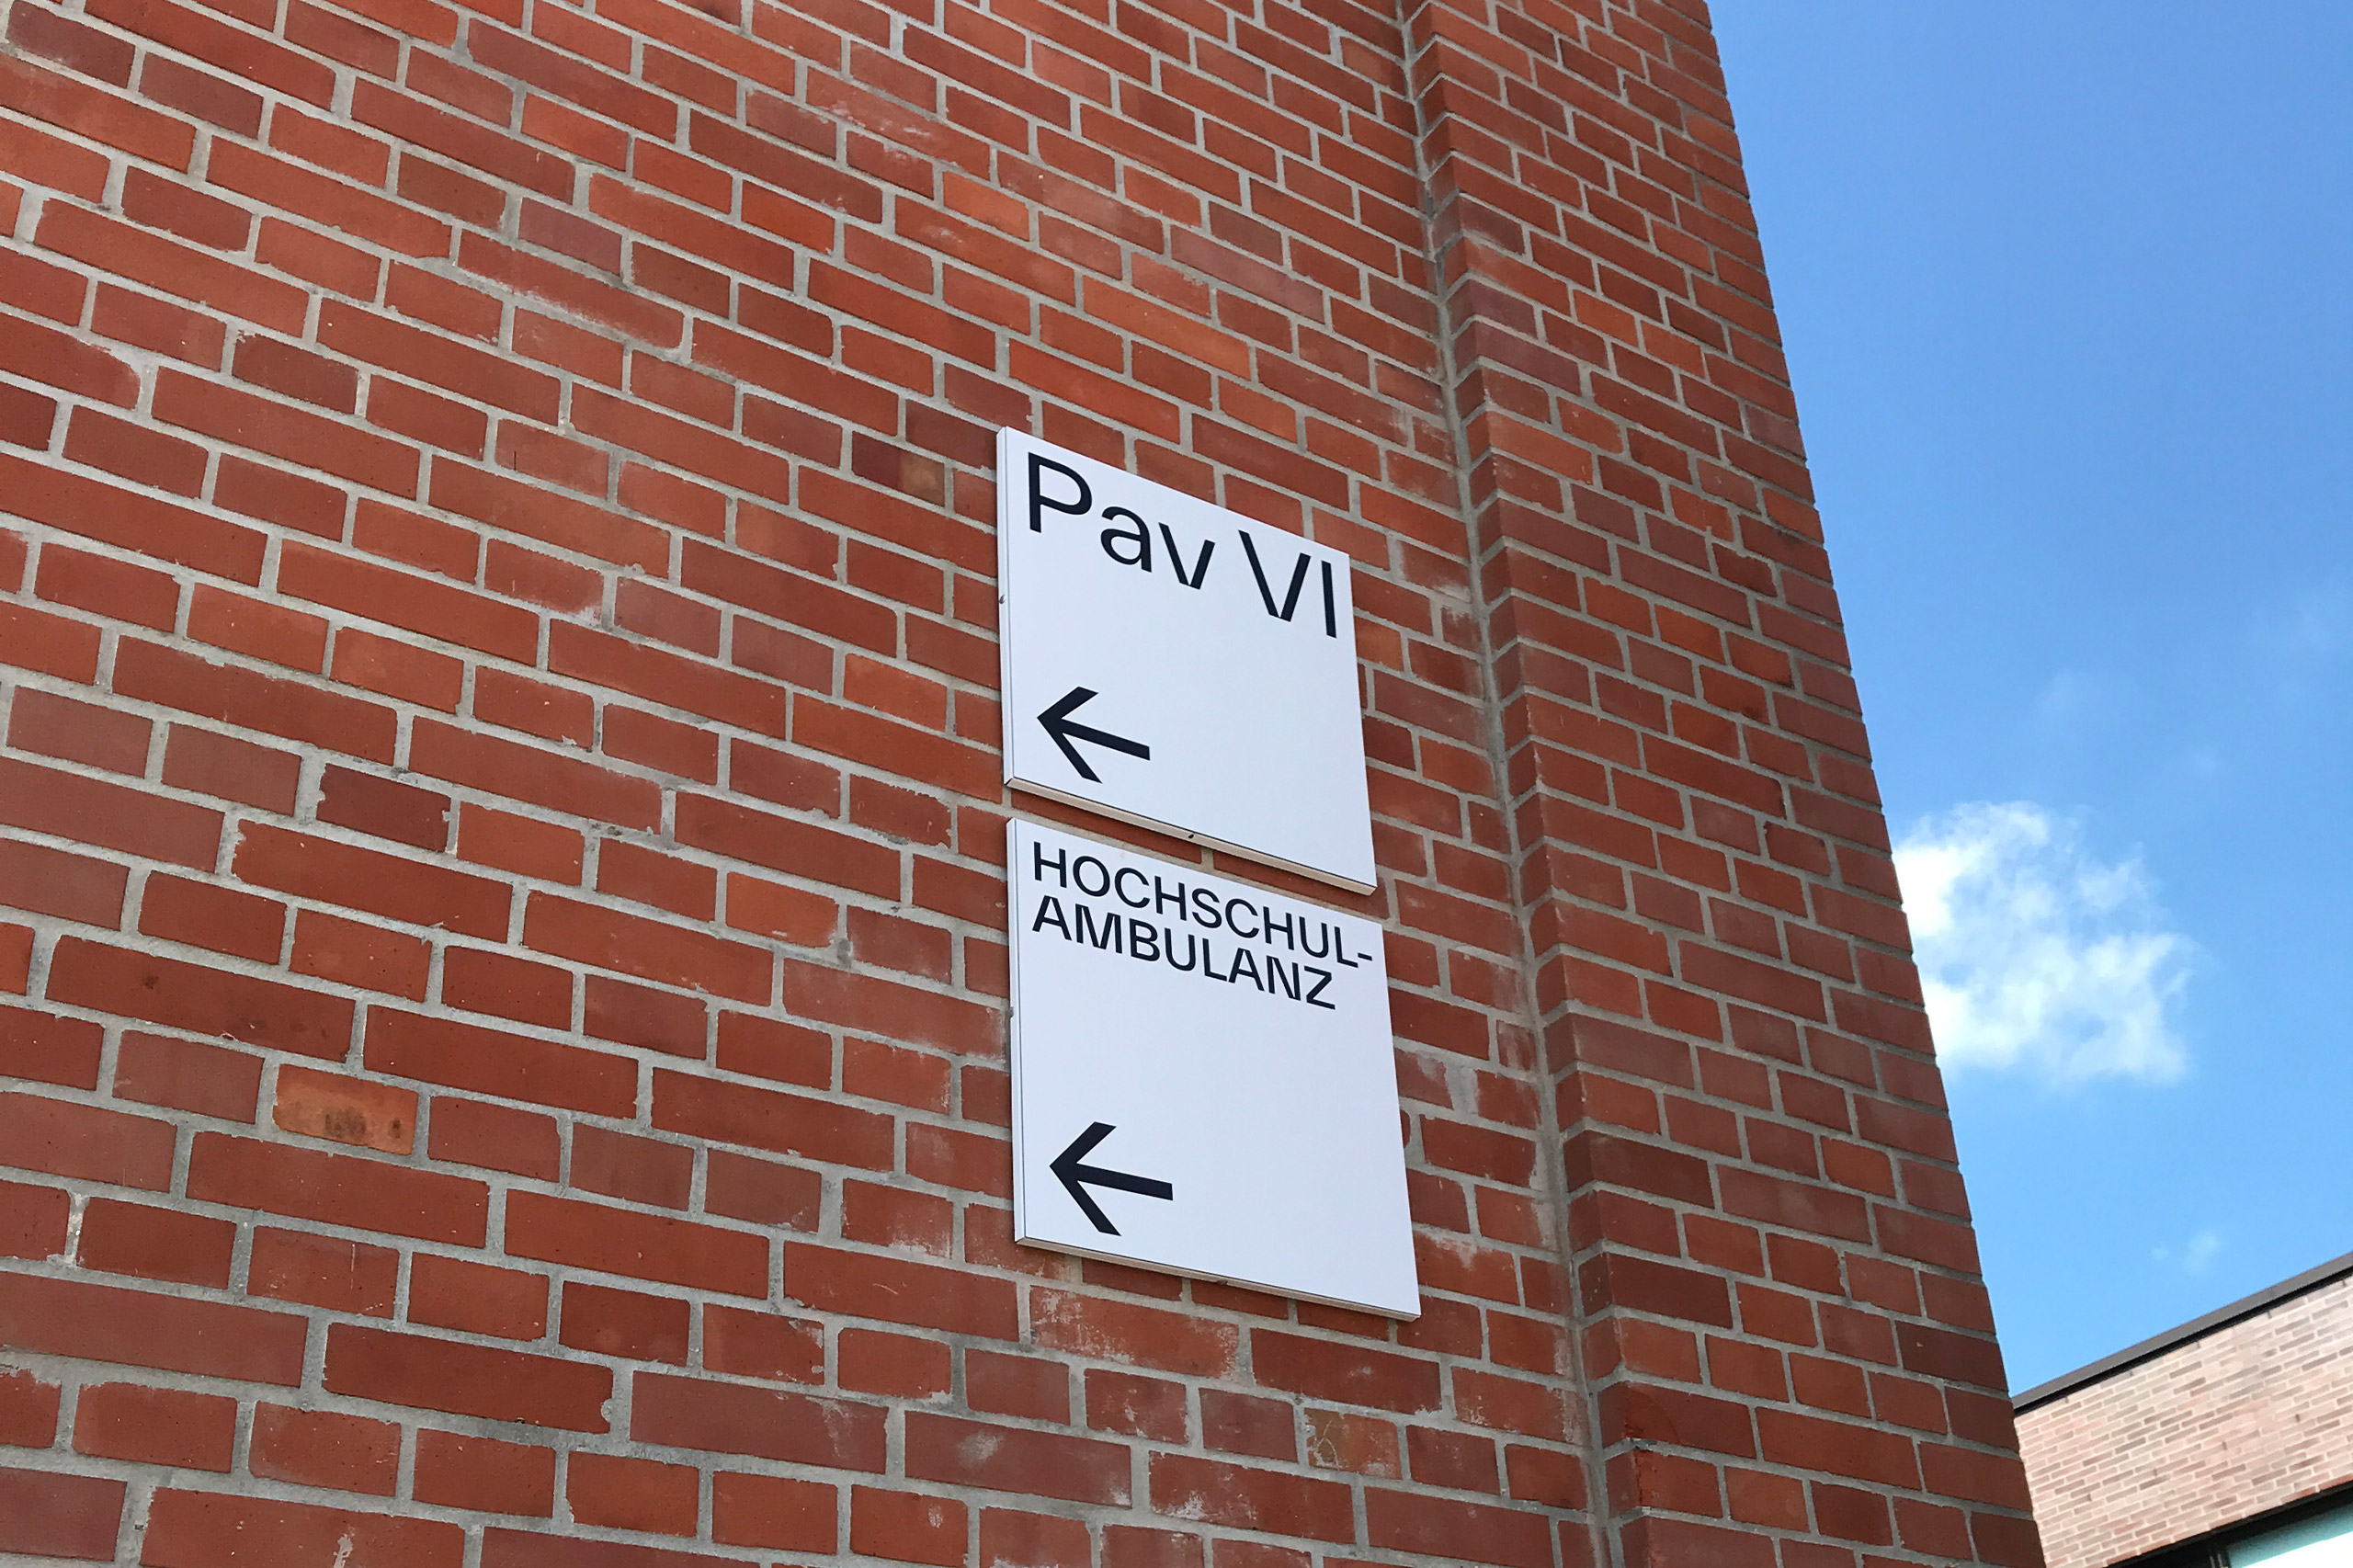 Pav VI
HOCHSCHUL-
AMBULANZ